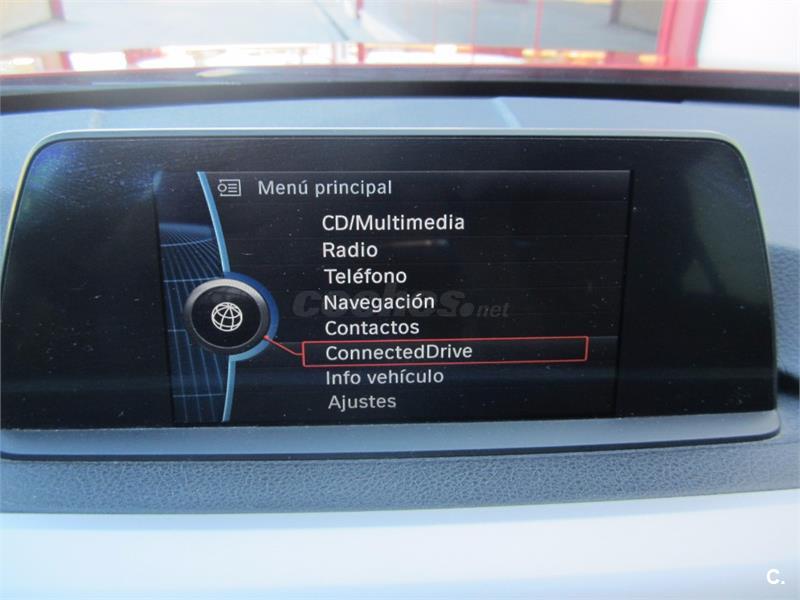 Menú principal
CD/Multimedia
Radio
Teléfono
Navegación
coches.net
Contactos
ConnectedDrive
Info vehículo
Ajustes
C.